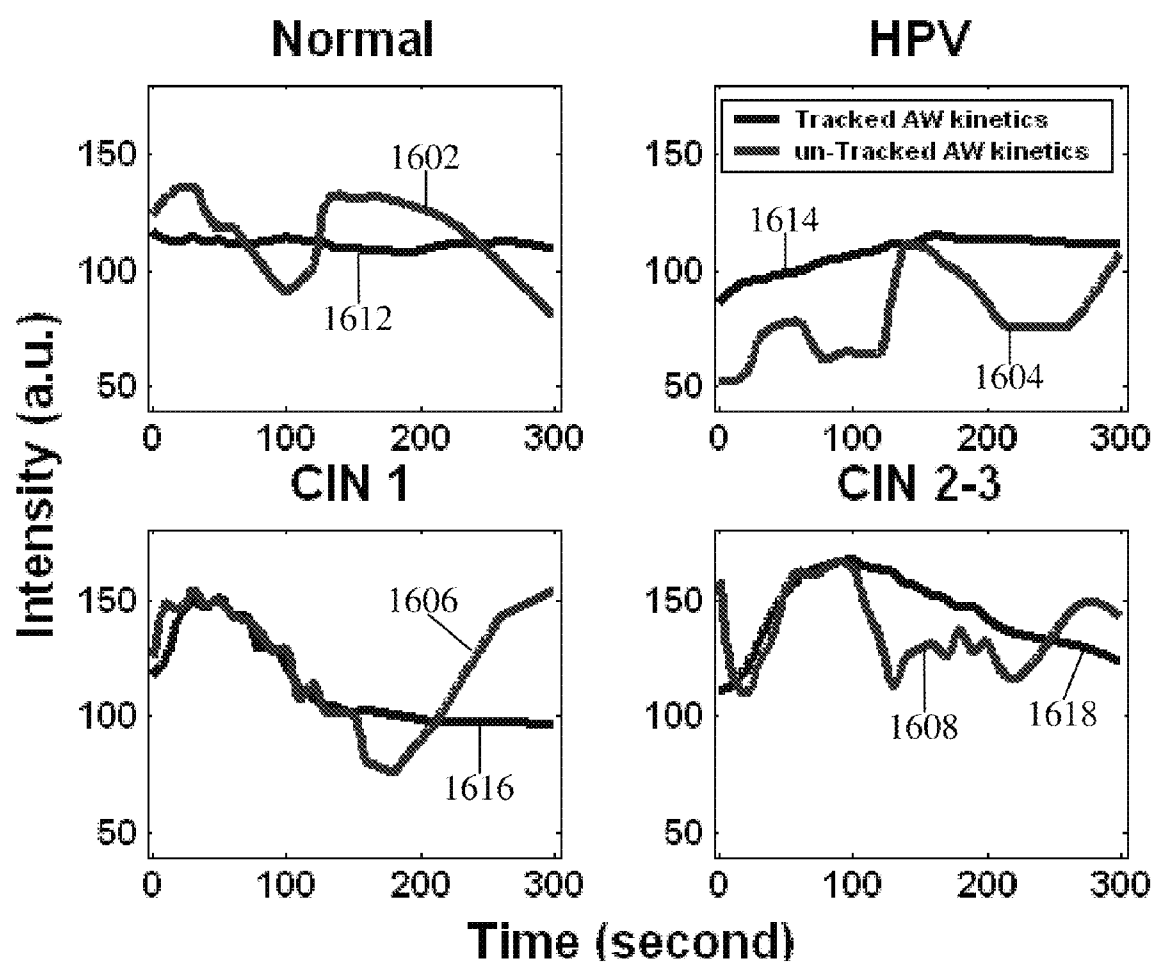 Normal
HPV
150
100
50
0 100 200 300
1602
1612
150
100
50
0 100 200 300
Tracked AW kinetics
un-Tracked AW kinetics
1614
1604
CIN 1
CIN 2-3
150
100
50
0 100 200 300
1606
1616
150
100
50
0 100 200 300
1608
1618
Intensity (a.u.)
Time (second)